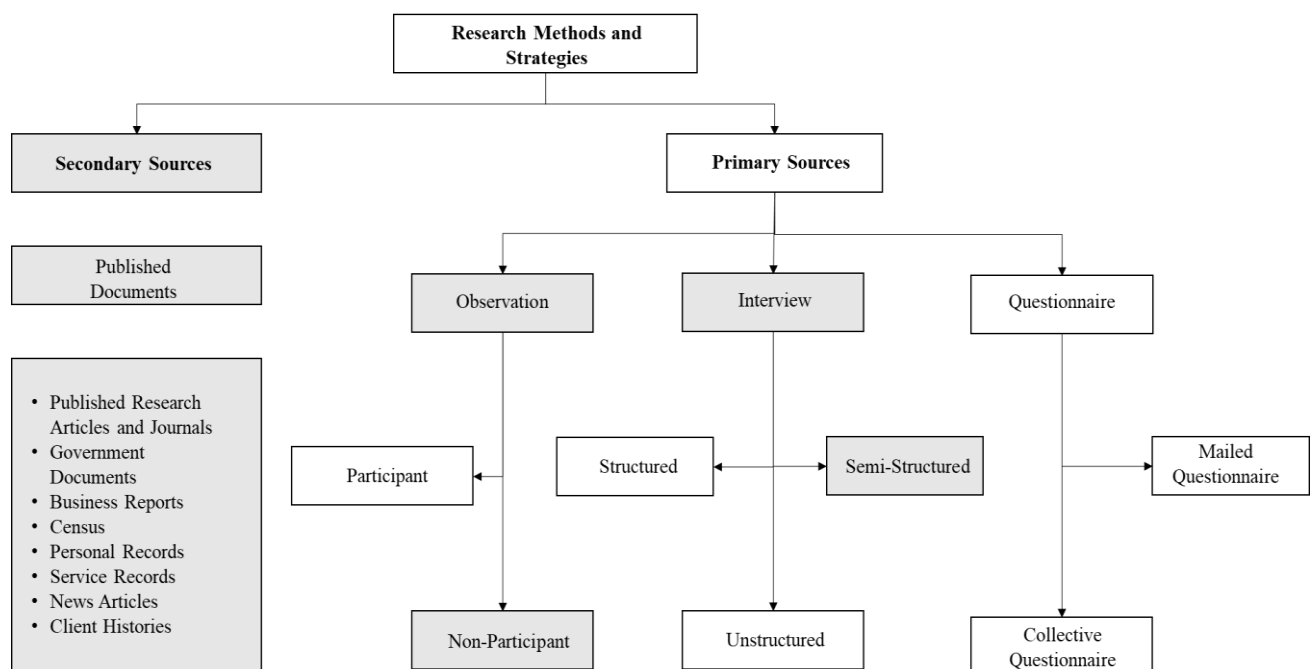 Research Methods and
Strategies
Secondary Sources
Primary Sources
Published
Documents
Observation
Interview
Questionnaire
• Published Research
Articles and Journals
• Government
Documents
• Business Reports
• Census
• Personal Records
• Service Records
• News Articles
• Client Histories
Participant
Structured
Semi-Structured
Mailed
Questionnaire
Non-Participant
Unstructured
Collective
Questionnaire